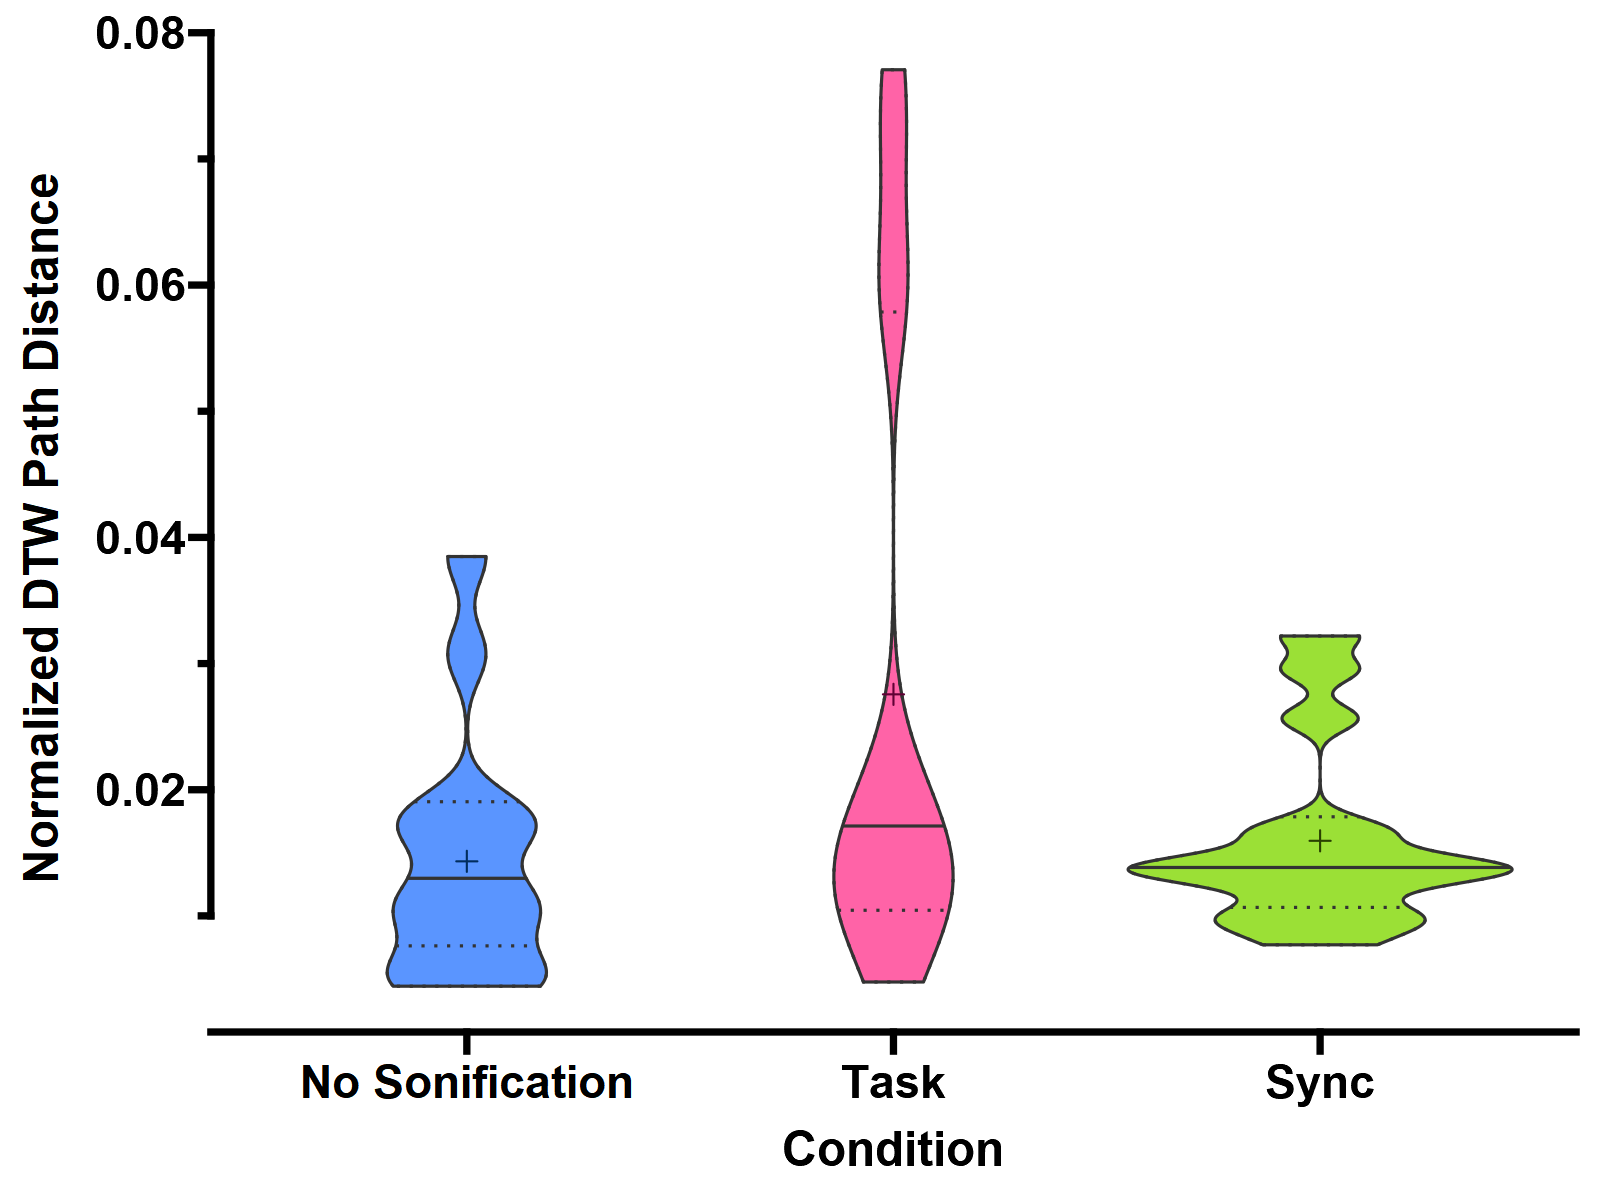 Normalized DTW Path Distance
0.08
0.06
0.04
0.02
No Sonification
Task
Sync
Condition